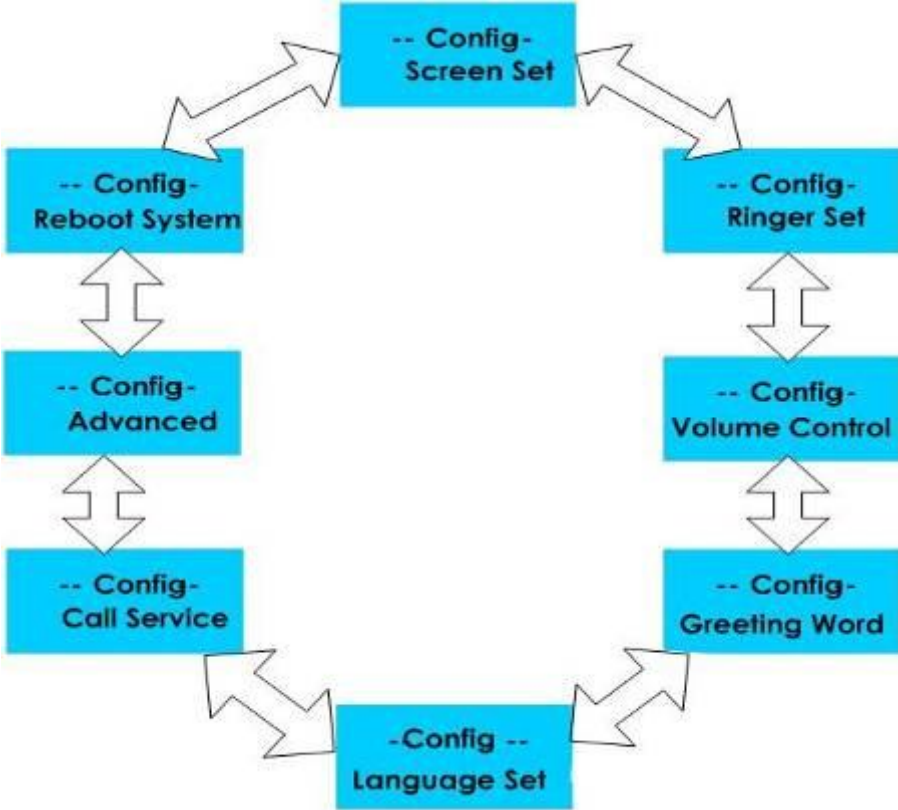 -- Config-
Screen Set
-- Config-
Reboot System
-- Config-
Ringer Set
-- Config-
Advanced
-- Config-
Volume Control
-- Config-
Call Service
-- Config-
Greeting Word
-Config --
Language Set